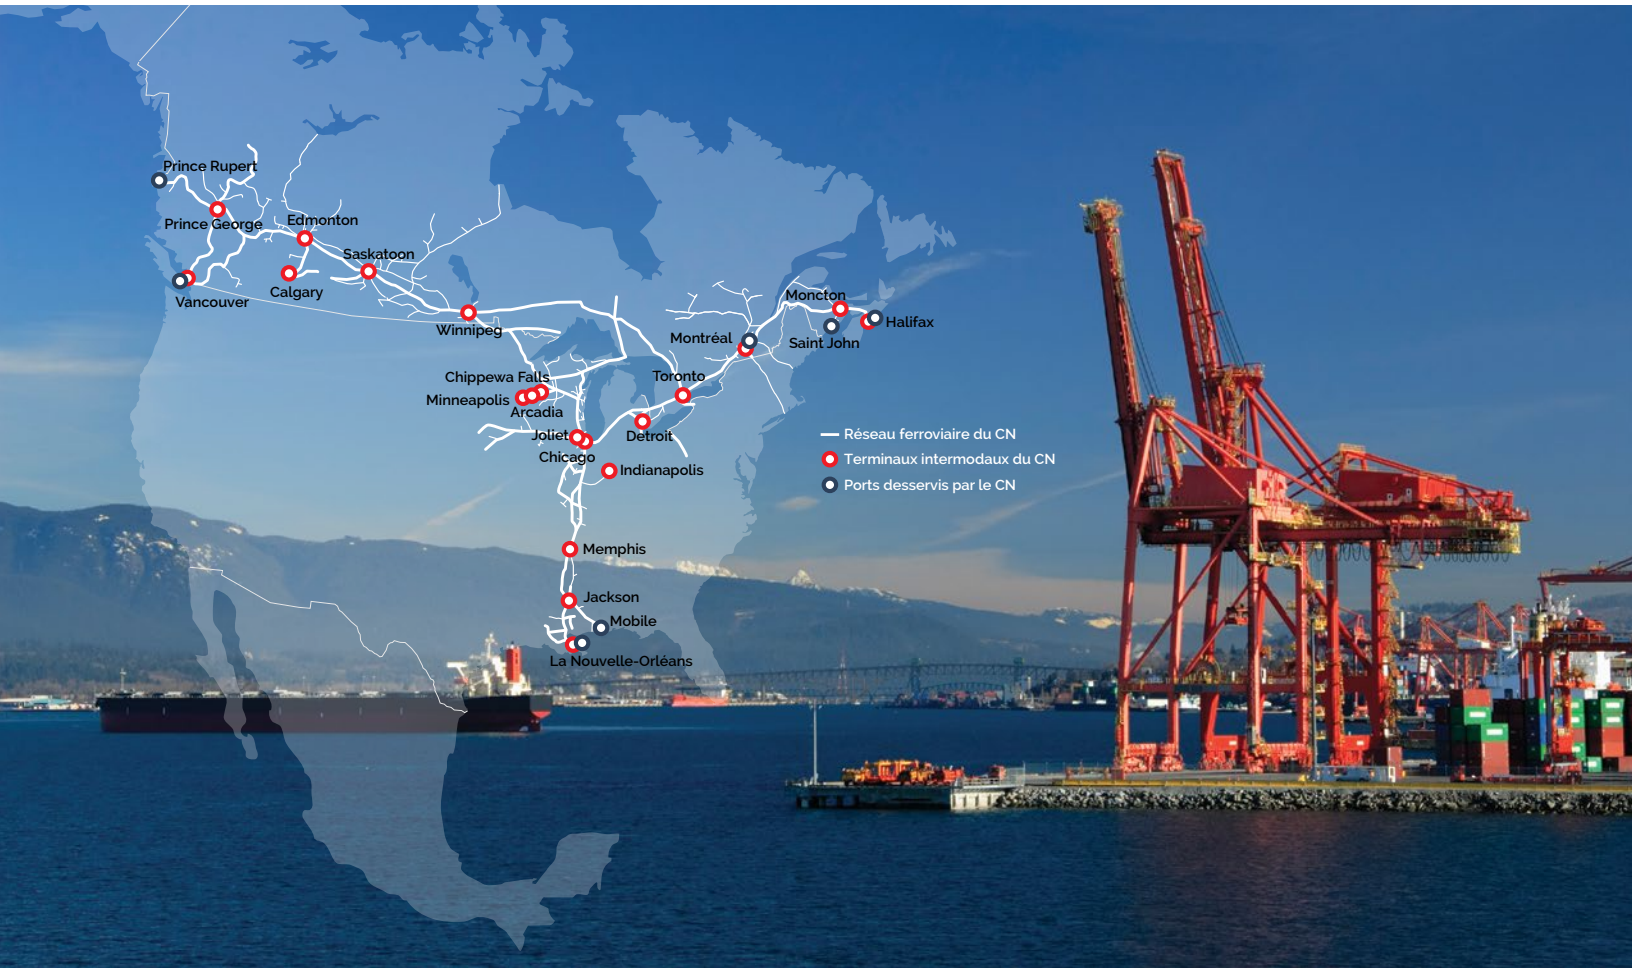 Prince Rupert
Prince George
Edmonton
Saskatoon
Vancouver
Calgary
Winnipeg
Moncton
Halifax
Montréal
Saint John
Chippewa Falls
Toronto
Minneapolis
Arcadia
Joliet
Detroit
Chicago
Indianapolis
Réseau ferroviaire du CN
Terminaux intermodaux du CN
Ports desservis par le CN
Memphis
Jackson
Mobile
La Nouvelle-Orléans